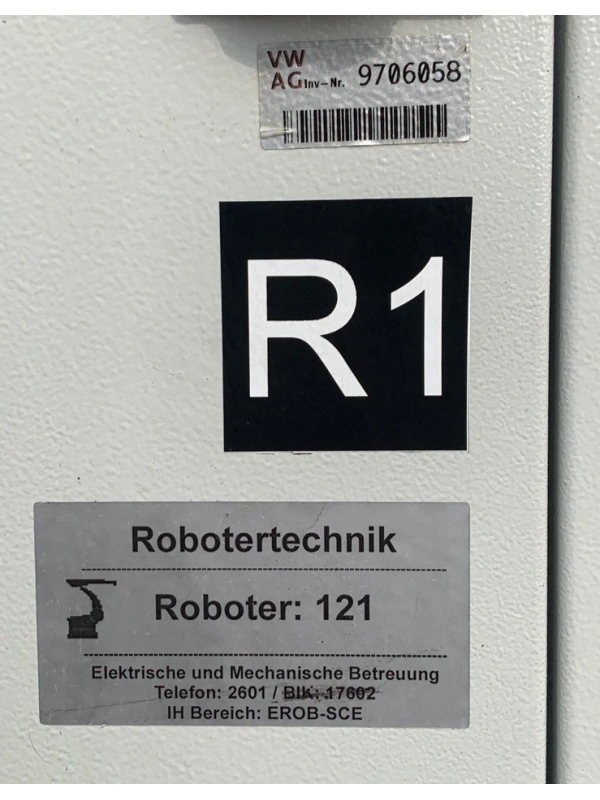 VW
AG Inv-Nr. 9706058
R1
Robotertechnik
Roboter: 121
Elektrische und Mechanische Betreuung
Telefon: 2601 / BIK: 17602
IH Bereich: EROB-SCE